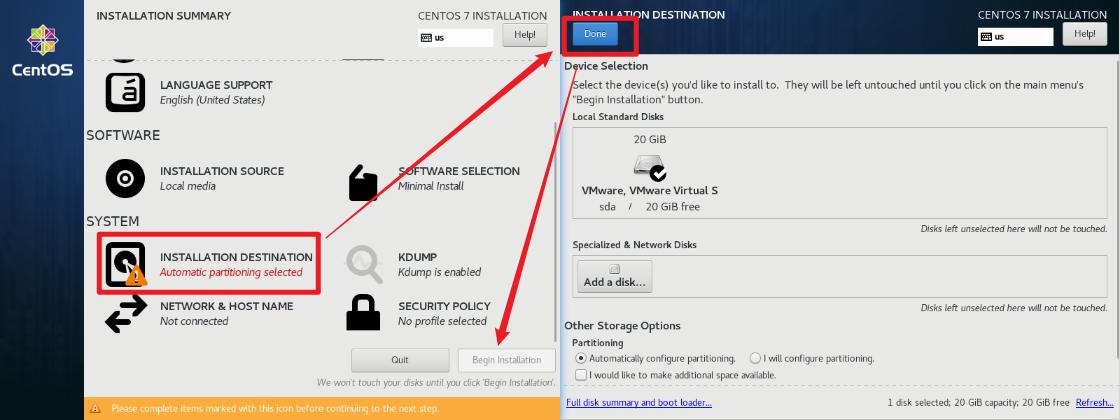 INSTALLATION SUMMARY
CENTOS 7 INSTALLATION
us
Help!
CentOS
á
LANGUAGE SUPPORT
English (United States)
SOFTWARE
INSTALLATION SOURCE
Local media
SOFTWARE SELECTION
Minimal Install
SYSTEM
INSTALLATION DESTINATION
Automatic partitioning selected
KDUMP
Kdump is enabled
NETWORK & HOST NAME
Not connected
SECURITY POLICY
No profile selected
Quit
Begin Installation
We won't touch your disks until you click 'Begin Installation'.
Please complete items marked with this icon before continuing to the next step.
INSTALLATION DESTINATION
CENTOS 7 INSTALLATION
Done
us
Help!
Device Selection
Select the device(s) you'd like to install to. They will be left untouched until you click on the main menu's
"Begin Installation" button.
Local Standard Disks
20 GiB
VMware, VMware Virtual S
sda / 20 GiB free
Disks left unselected here will not be touched.
Specialized & Network Disks
Add a disk...
Disks left unselected here will not be touched.
Other Storage Options
Partitioning
Automatically configure partitioning.
I will configure partitioning.
I would like to make additional space available.
Full disk summary and boot loader...
1 disk selected; 20 GiB capacity; 20 GiB free
Refresh...